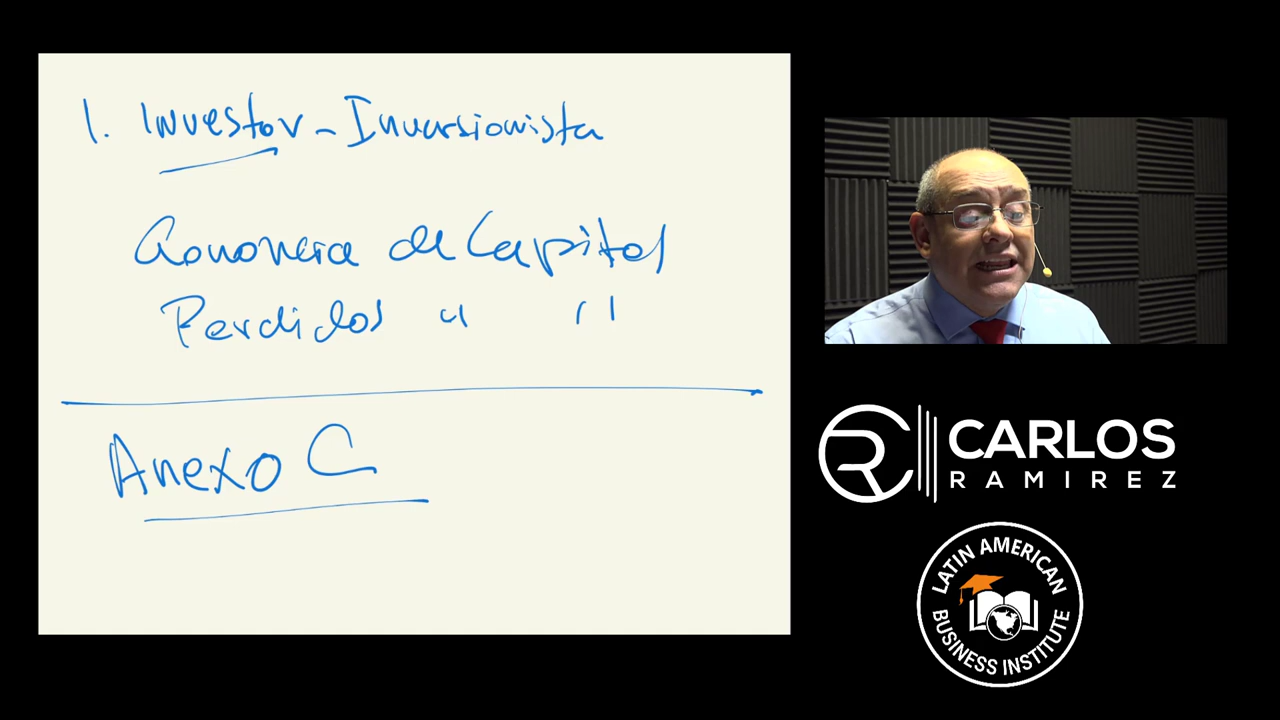 1. Investor - Inversionista
Ganancia de Capital
Perdidas " "
Anexo C
CARLOS
RAMIREZ
LATIN AMERICAN
BUSINESS INSTITUTE